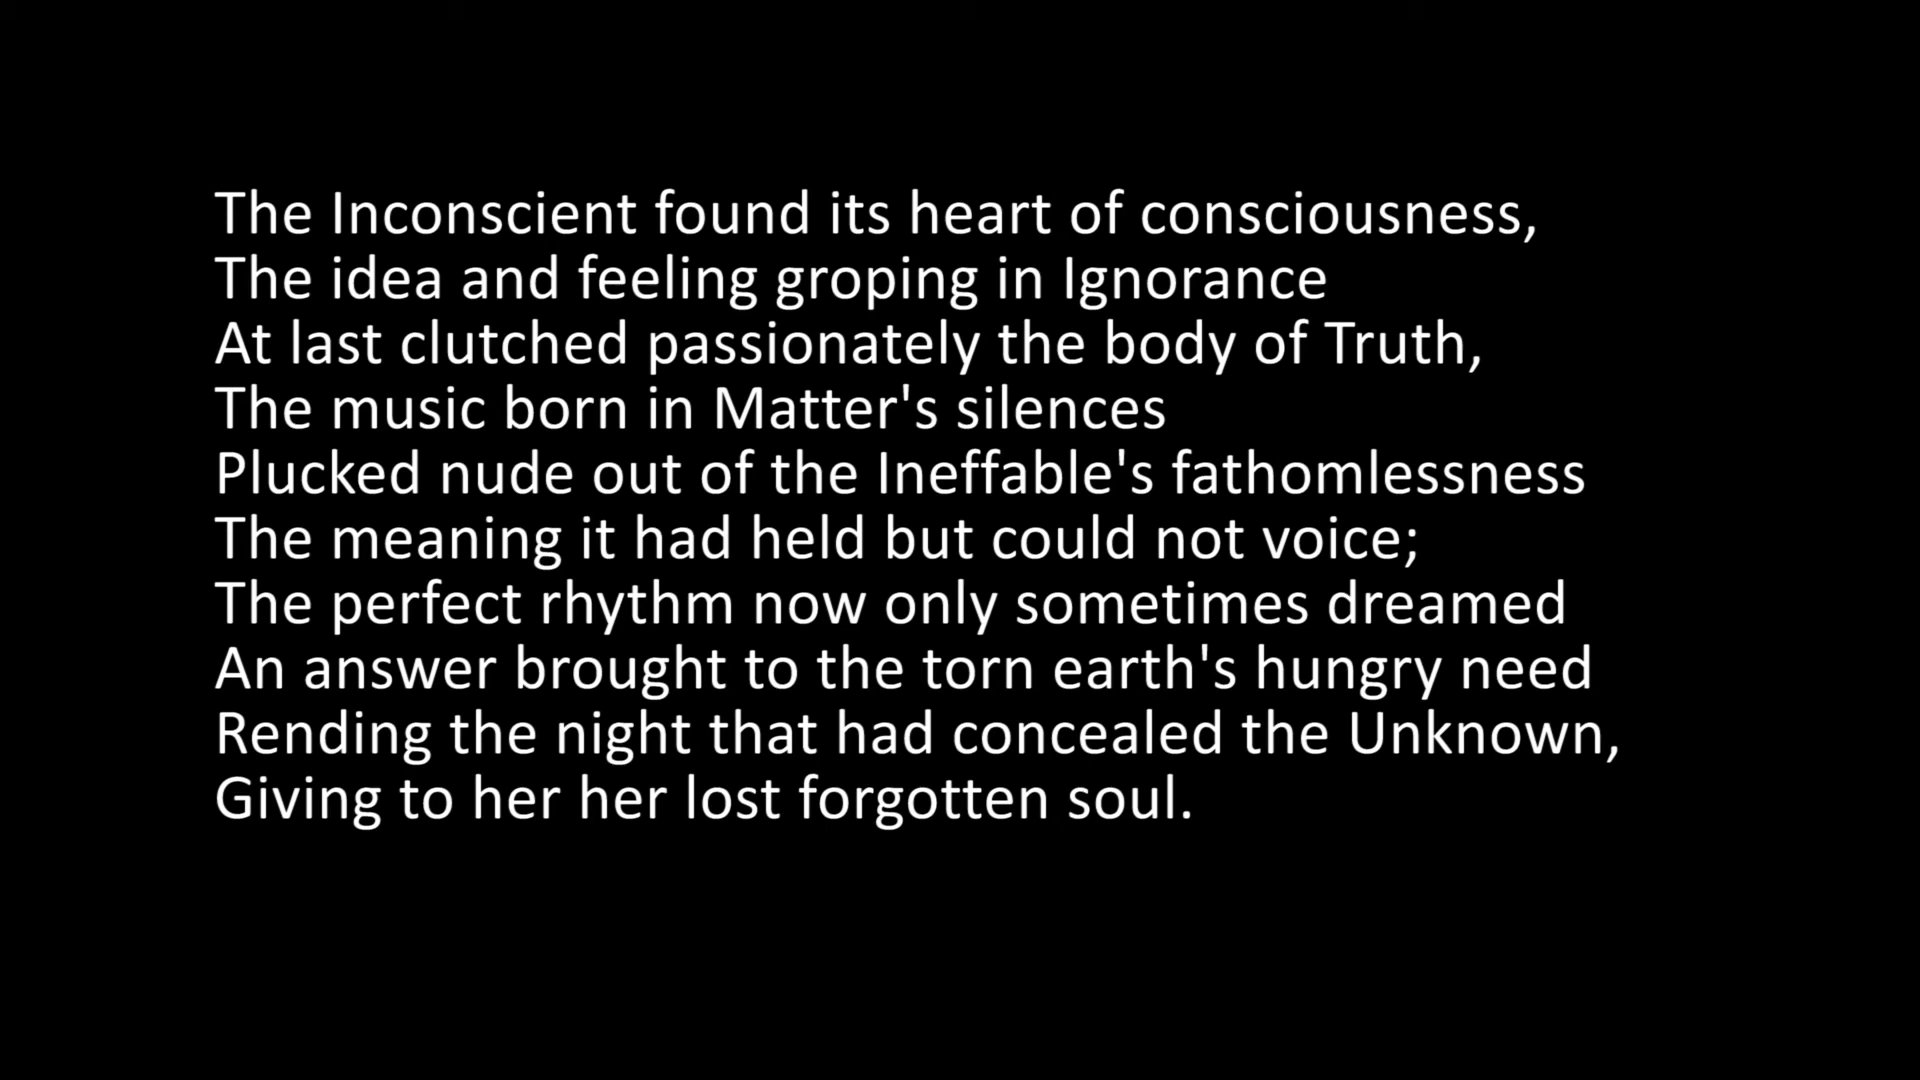 The Inconscient found its heart of consciousness,
The idea and feeling groping in Ignorance
At last clutched passionately the body of Truth,
The music born in Matter's silences
Plucked nude out of the Ineffable's fathomlessness
The meaning it had held but could not voice;
The perfect rhythm now only sometimes dreamed
An answer brought to the torn earth's hungry need
Rending the night that had concealed the Unknown,
Giving to her her lost forgotten soul.